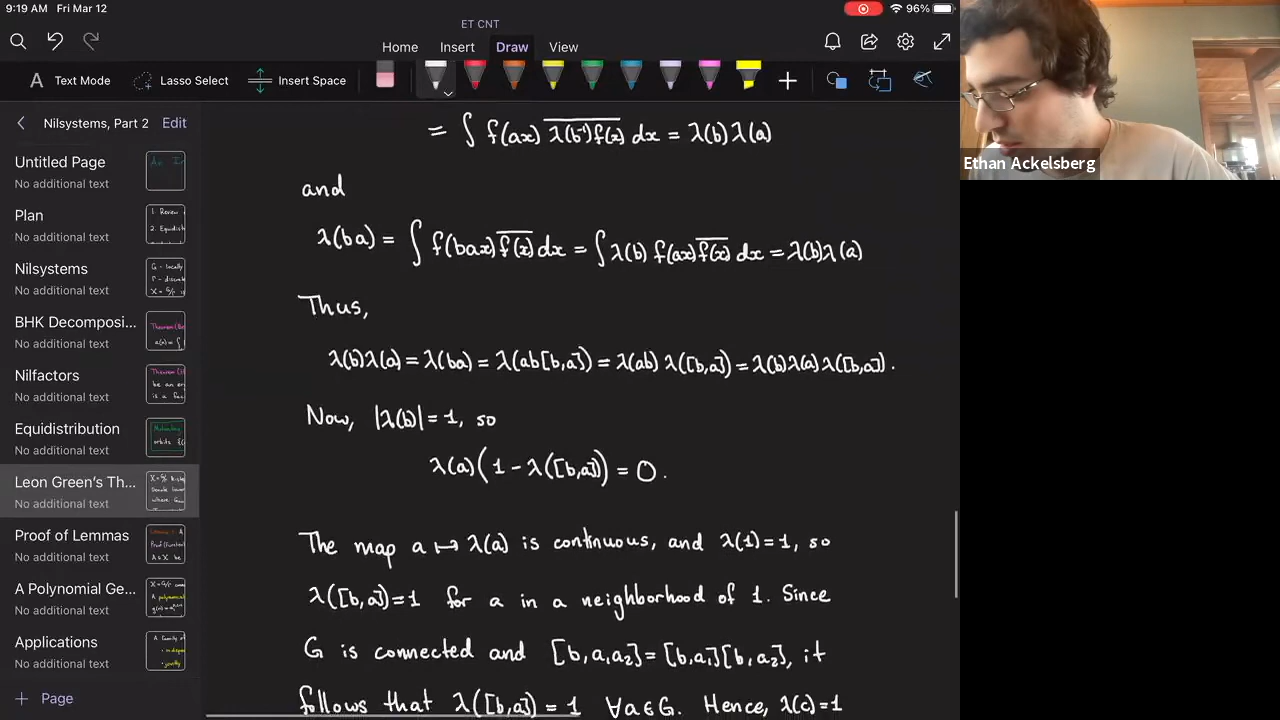 9:19 AM Fri Mar 12
96%
ET CNT
Home Insert Draw View
A Text Mode Lasso Select Insert Space
Nilsystems, Part 2 Edit
Untitled Page
No additional text
Plan
No additional text
Nilsystems
No additional text
BHK Decomposi...
No additional text
Nilfactors
No additional text
Equidistribution
No additional text
Leon Green's Th...
No additional text
Proof of Lemmas
No additional text
A Polynomial Ge...
No additional text
Applications
No additional text
+ Page
= ∫ f(ax) \overline{λ(b⁻¹)f(x)} dx = λ(b)λ(a)
and
λ(ba) = ∫ f(bax)\overline{f(x)} dx = ∫ λ(b) f(ax)\overline{f(x)} dx = λ(b)λ(a)
Thus,
λ(b)λ(a) = λ(ba) = λ(ab[b,a]) = λ(ab) λ([b,a]) = λ(b)λ(a)λ([b,a]).
Now, |λ(b)| = 1, so
λ(a)(1 - λ([b,a])) = 0.
The map a ↦ λ(a) is continuous, and λ(1) = 1, so
λ([b,a]) = 1 for a in a neighborhood of 1. Since
G is connected and [b,a₁a₂] = [b,a₁][b,a₂], it
follows that λ([b,a]) = 1 ∀a∈G. Hence, λ(c) = 1
Ethan Ackelsberg